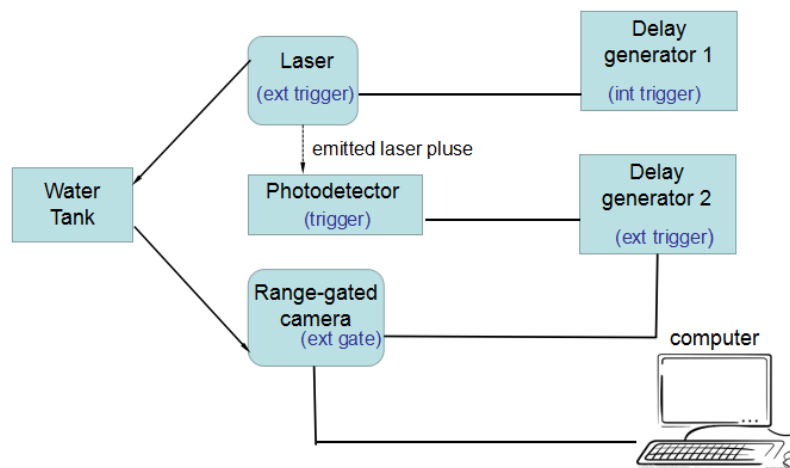 Laser
(ext trigger)
Delay
generator 1
(int trigger)
emitted laser pluse
Water
Tank
Photodetector
(trigger)
Delay
generator 2
(ext trigger)
Range-gated
camera
(ext gate)
computer